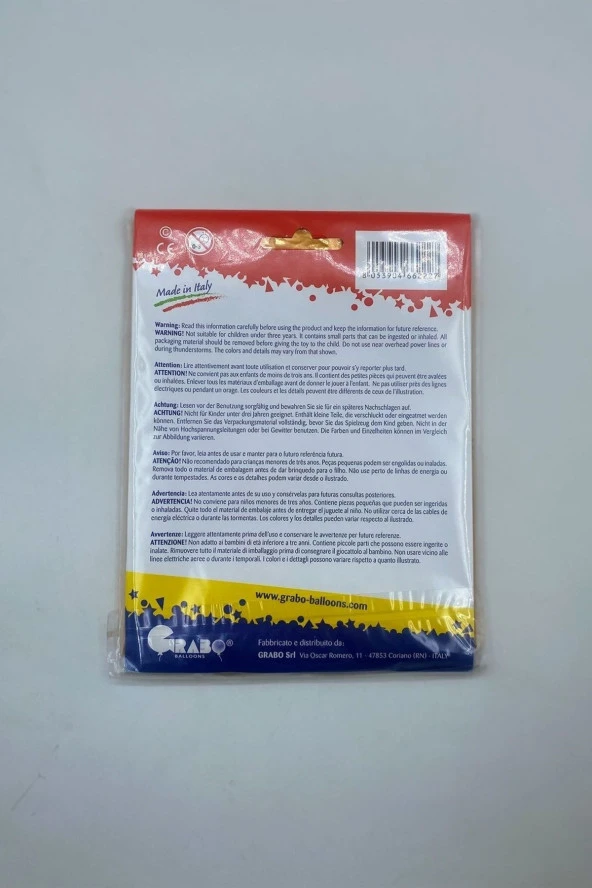 CE
Made in Italy
Warning: Read this information carefully before using the product and keep the information for future reference.
WARNING! Not suitable for children under three years. It contains small parts that can be ingested or inhaled. All
packaging material should be removed before giving the toy to the child. Do not use near overhead power lines or
during thunderstorms. The colors and details may vary from that shown.
Attention: Lire attentivement avant toute utilisation et conserver pour pouvoir s'y reporter plus tard.
ATTENTION! Ne convient pas aux enfants de moins de trois ans. Il contient des petites pièces qui peuvent être avalées
ou inhalées. Enlever tous les matériaux d'emballage avant de donner le jouer à l'enfant. Ne pas utiliser près des lignes
électriques ou pendant un orage. Les couleurs et les détails peuvent être différents de ceux de l'illustration.
Achtung: Lesen vor der Benutzung sorgfältig und bewahren Sie sie für ein späteres Nachschlagen auf.
ACHTUNG! Nicht für Kinder unter drei Jahren geeignet. Enthält kleine Teile, die verschluckt oder eingeatmet werden
können. Entfernen Sie das Verpackungsmaterial vollständig, bevor Sie das Spielzeug dem Kind geben. Nicht in der
Nähe von Hochspannungsleitungen oder bei Gewitter benutzen. Die Farben und Einzelheiten können im Vergleich
zur Abbildung variieren.
Aviso: Por favor, leia antes de usar e manter para o futuro referência futura.
ATENÇÃO! Não recomendado para crianças menores de três anos. Peças pequenas podem ser engolidas ou inaladas.
Remova todo o material de embalagem antes de dar brinquedo para o filho. Não use perto de linhas de energia ou
durante tempestades. As cores e os detalhes podem variar desde o ilustrado.
Advertencia: Lea atentamente antes de su uso y consérvelas para futuras consultas posteriores.
ADVERTENCIA! No conviene para niños menores de tres años. Contiene piezas pequeñas que pueden ser ingeridas
o inhaladas. Quite todo el material de embalaje antes de entregar el juguete al niño. No utilizar cerca de las cables de
energía eléctrica o durante las tormentas. Los colores y los detalles pueden variar respecto al ilustrado.
Avvertenze: Leggere attentamente prima dell'uso e conservare le avvertenze per future referenze.
ATTENZIONE! Non adatto ai bambini di età inferiore a tre anni. Contiene piccole parti che possono essere ingerite o
inalate. Rimuovere tutto il materiale di imballaggio prima di consegnare il giocattolo al bambino. Non usare vicino alle
linee elettriche aeree o durante i temporali. I colori e i dettagli possono variare rispetto a quanto illustrato.
www.grabo-balloons.com
GRABO®
BALLOONS
Fabbricato e distribuito da:
GRABO Srl Via Oscar Romero, 11 - 47853 Coriano (RN) - ITALY